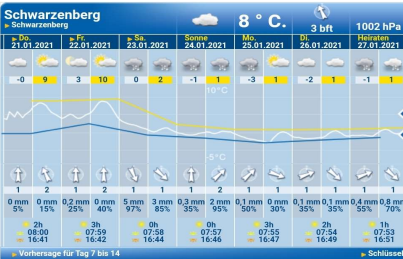 Schwarzenberg
► Schwarzenberg
8 ° C.
3 bft
1002 hPa
► Do. ► Fr. ► Sa. Sonne Mo. Di. Heiraten
21.01.2021 22.01.2021 23.01.2021 24.01.2021 25.01.2021 26.01.2021 27.01.2021
-0 9 3 10 0 2 -1 1 -3 1 -2 1 -1 1
10°C
-5°C
1 2 1 2 1 1 1 2 1 1 1 1 1 1
0 mm 0 mm 0,2 mm 0 mm 5 mm 3 mm 0,3 mm 2 mm 0,1 mm 0 mm 0,1 mm 0,1 mm 0,4 mm 0,8 mm
5% 15% 25% 40% 97% 85% 35% 95% 50% 30% 35% 35% 55% 70%
2h 3h 0h 0h 3h 2h 1h
08:00 07:59 07:58 07:57 07:55 07:54 07:53
16:41 16:42 16:44 16:46 16:47 16:49 16:51
► Vorhersage für Tag 7 bis 14
► Schlüssel